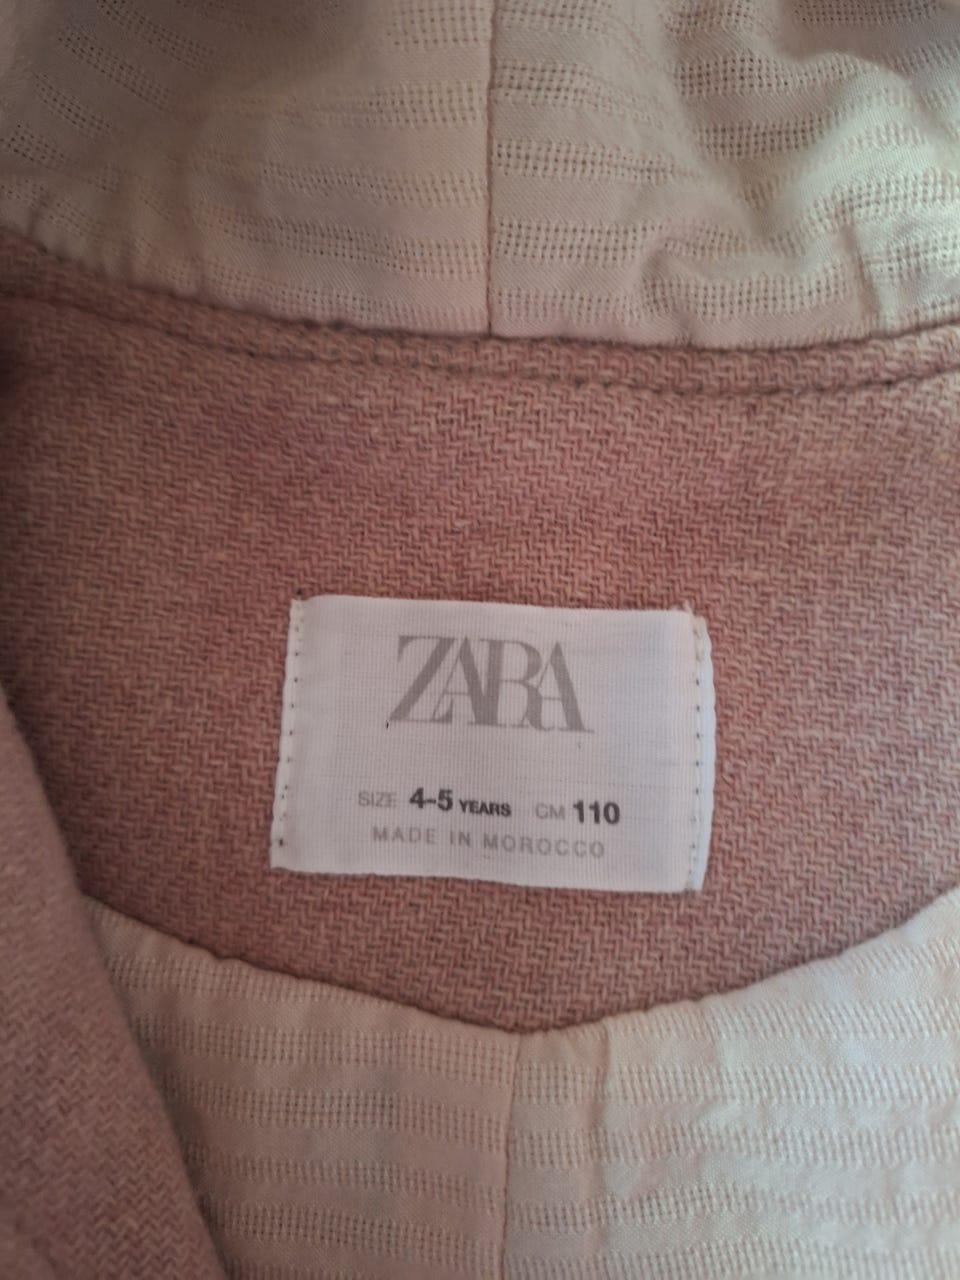 ZARA
SIZE 4-5 YEARS CM 110
MADE IN MOROCCO